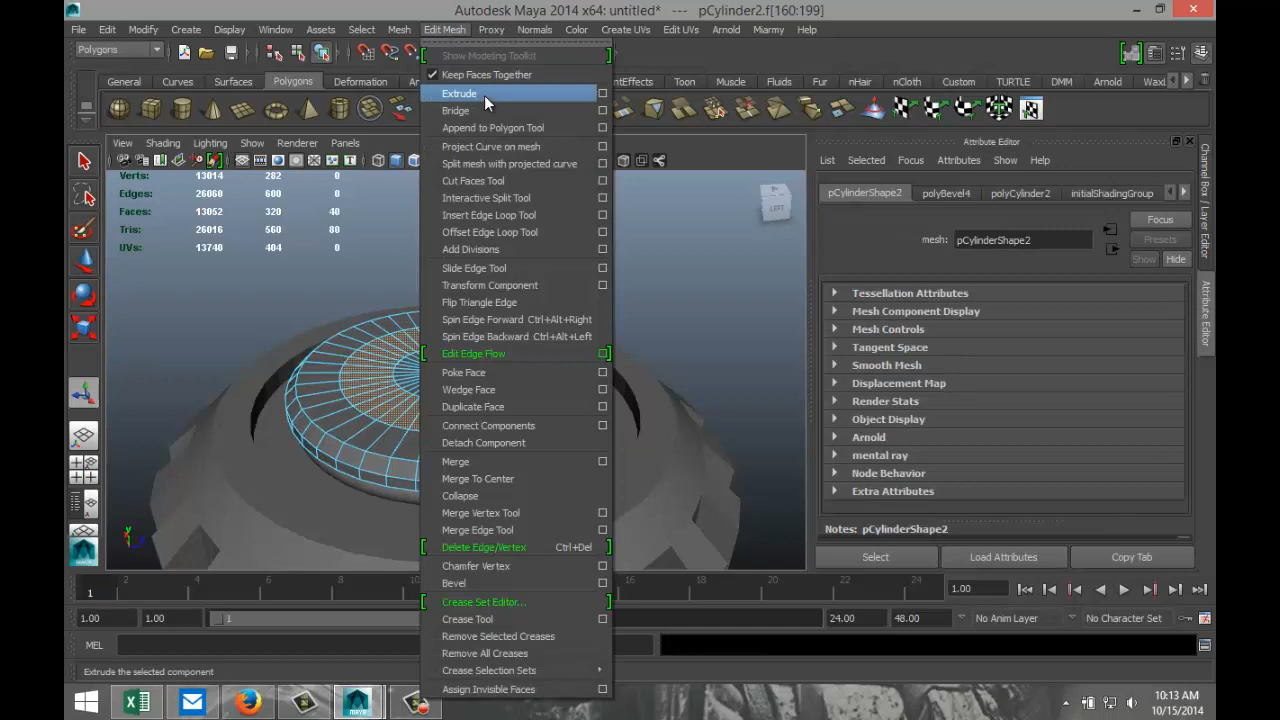 Autodesk Maya 2014 x64: untitled* --- pCylinder2.f[160:199]
File Edit Modify Create Display Window Assets Select Mesh Edit Mesh Proxy Normals Color Create UVs Edit UVs Arnold Miarmy Help
Polygons
General Curves Surfaces Polygons Deformation Toon Muscle Fluids Fur nHair nCloth Custom TURTLE DMM Arnold
Show Modeling Toolkit
Keep Faces Together
Extrude
Bridge
Append to Polygon Tool
Project Curve on mesh
Split mesh with projected curve
Cut Faces Tool
Interactive Split Tool
Insert Edge Loop Tool
Offset Edge Loop Tool
Add Divisions
Slide Edge Tool
Transform Component
Flip Triangle Edge
Spin Edge Forward Ctrl+Alt+Right
Spin Edge Backward Ctrl+Alt+Left
Edit Edge Flow
Poke Face
Wedge Face
Duplicate Face
Connect Components
Detach Component
Merge
Merge To Center
Collapse
Merge Vertex Tool
Merge Edge Tool
Delete Edge/Vertex Ctrl+Del
Chamfer Vertex
Bevel
Crease Set Editor...
Crease Tool
Remove Selected Creases
Remove All Creases
Crease Selection Sets
Assign Invisible Faces
View Shading Lighting Show Renderer Panels
Verts: 13014 282 0
Edges: 26060 600 0
Faces: 13052 320 40
Tris: 26016 560 80
UVs: 13740 404 0
LEFT
Attribute Editor
List Selected Focus Attributes Show Help
pCylinderShape2 polyBevel4 polyCylinder2 initialShadingGroup
Focus
Presets
mesh: pCylinderShape2
Show Hide
Tessellation Attributes
Mesh Component Display
Mesh Controls
Tangent Space
Smooth Mesh
Displacement Map
Render Stats
Object Display
Arnold
mental ray
Node Behavior
Extra Attributes
Notes: pCylinderShape2
Select Load Attributes Copy Tab
Channel Box / Layer Editor
Attribute Editor
2 4 6 8 10 16 18 20 22 24
1 1.00
1.00 1.00 1 24.00 48.00 No Anim Layer No Character Set
MEL
Extrude the selected component
10:13 AM
10/15/2014